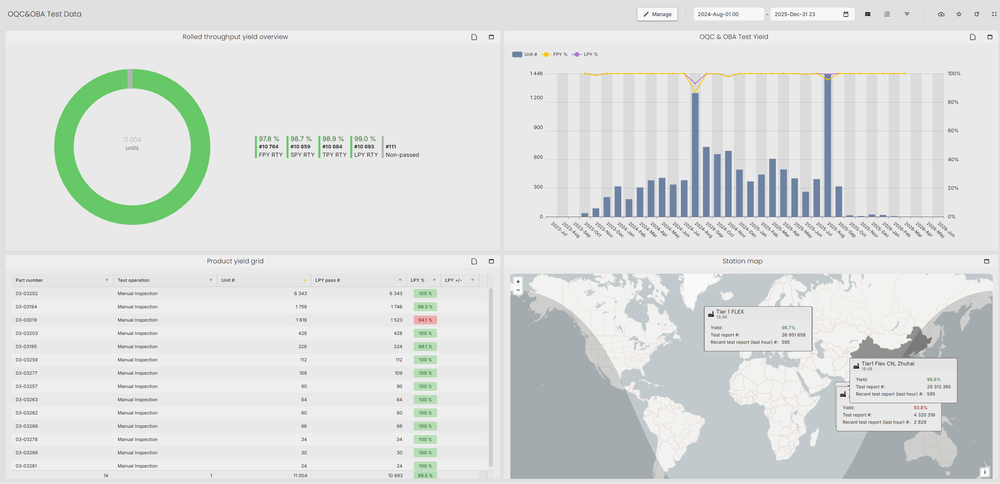 OQC&OBA Test Data
Manage
2024-Aug-01 00 - 2025-Dec-31 23
Rolled throughput yield overview
11 004
units
97.8 % 98.7 % 98.9 % 99.0 %
#10 764 #10 859 #10 884 #10 893 #111
FPY RTY SPY RTY TPY RTY LPY RTY Non-passed
OQC & OBA Test Yield
Unit # FPY % LPY %
1 446
1 200
900
600
300
0
100%
80%
60%
40%
20%
0%
2023-Jul 2023-Aug 2023-Sep 2023-Oct 2023-Nov 2023-Dec 2024-Jan 2024-Feb 2024-Mar 2024-Apr 2024-May 2024-Jun 2024-Jul 2024-Aug 2024-Sep 2024-Oct 2024-Nov 2024-Dec 2025-Jan 2025-Feb 2025-Mar 2025-Apr 2025-May 2025-Jun 2025-Jul 2025-Aug 2025-Sep 2025-Oct 2025-Nov 2025-Dec 2026-Jan 2026-Feb 2026-Mar 2026-Apr 2026-May 2026-Jun
Product yield grid
Part number Test operation Unit # LPY pass # LPY % LPY +/-
03-03202 Manual Inspection 6 343 6 343 100 %
03-03194 Manual Inspection 1 759 1 746 99.3 %
03-03019 Manual Inspection 1 619 1 523 94.1 %
03-03203 Manual Inspection 428 428 100 %
03-03195 Manual Inspection 226 224 99.1 %
03-03259 Manual Inspection 112 112 100 %
03-03277 Manual Inspection 109 109 100 %
03-03257 Manual Inspection 90 90 100 %
03-03263 Manual Inspection 84 84 100 %
03-03262 Manual Inspection 80 80 100 %
03-03268 Manual Inspection 66 66 100 %
03-03278 Manual Inspection 34 34 100 %
03-03266 Manual Inspection 30 30 100 %
03-03261 Manual Inspection 24 24 100 %
14 1 11 004 10 893 99.0 %
Station map
+
−
Tier 1 FLEX
13:48
Yield: 98.7%
Test report #: 26 951 658
Recent test report (last hour) #: 595
Tier1 Flex CN, Zhuhai
19:48
Yield: 98.8%
Test report #: 26 313 365
Recent test report (last hour) #: 595
Yield: 93.8%
Test report #: 4 320 316
Recent test report (last hour) #: 2 929
i